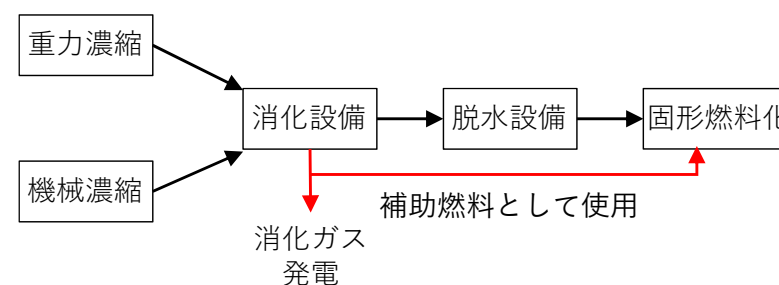 重力濃縮
消化設備
脱水設備
固形燃料化
機械濃縮
補助燃料として使用
消化ガス
発電